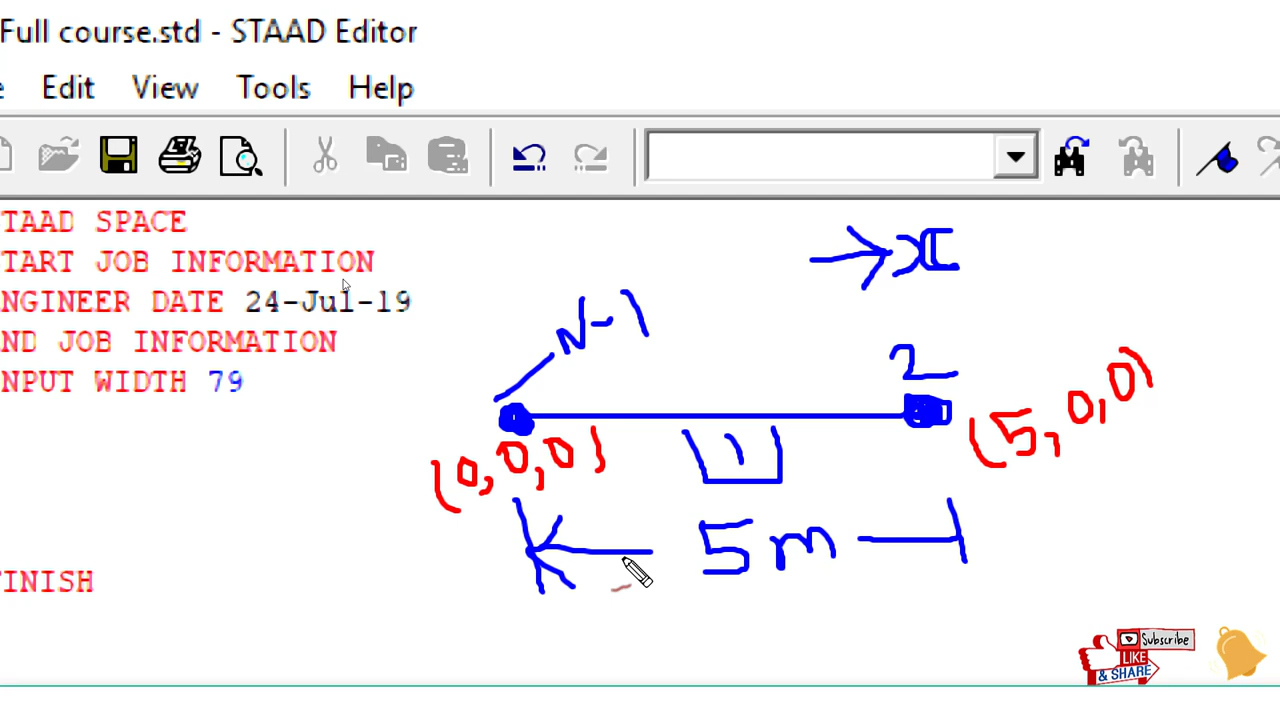 Full course.std - STAAD Editor
Edit View Tools Help
TAAD SPACE
TART JOB INFORMATION
NGINEER DATE 24-Jul-19
ND JOB INFORMATION
NPUT WIDTH 79
INISH
N-1
2
(0,0,0)
(5,0,0)
1
5m
Subscribe
LIKE
& SHARE